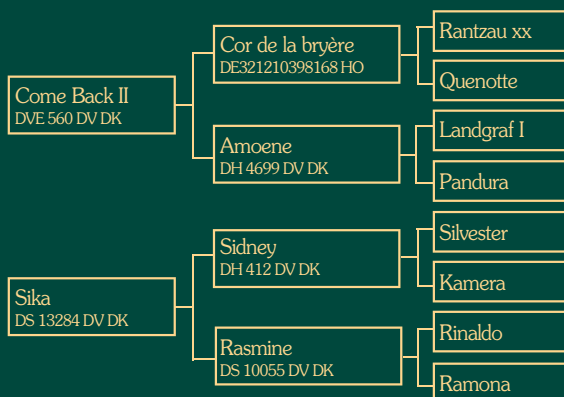 Come Back II
DVE 560 DV DK
Cor de la bryère
DE321210398168 HO
Rantzau xx
Quenotte
Amoene
DH 4699 DV DK
Landgraf I
Pandura
Sika
DS 13284 DV DK
Sidney
DH 412 DV DK
Silvester
Kamera
Rasmine
DS 10055 DV DK
Rinaldo
Ramona